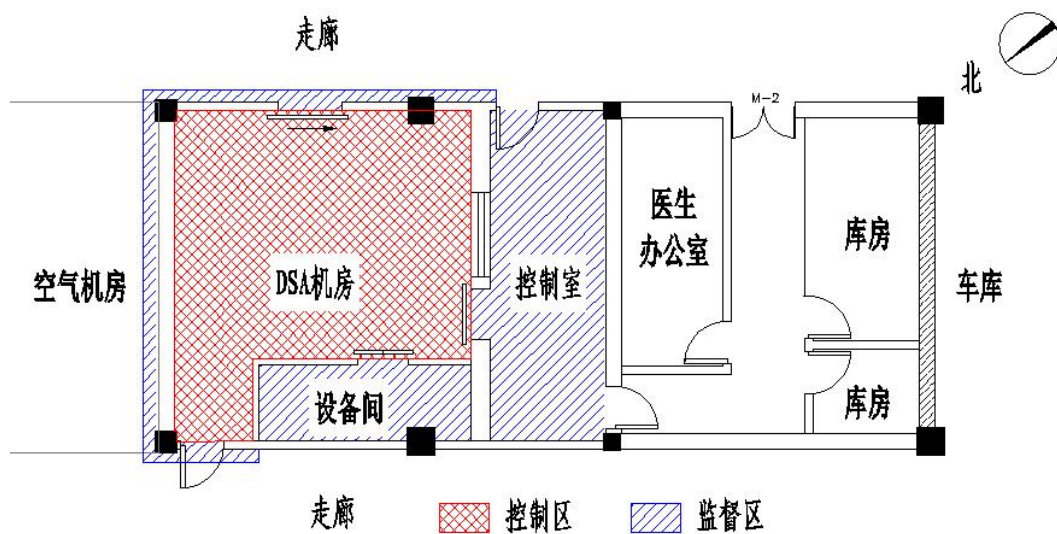 走廊
北
M-2
医生
办公室
库房
空气机房
DSA机房
控制室
车库
设备间
库房
走廊
控制区
监督区